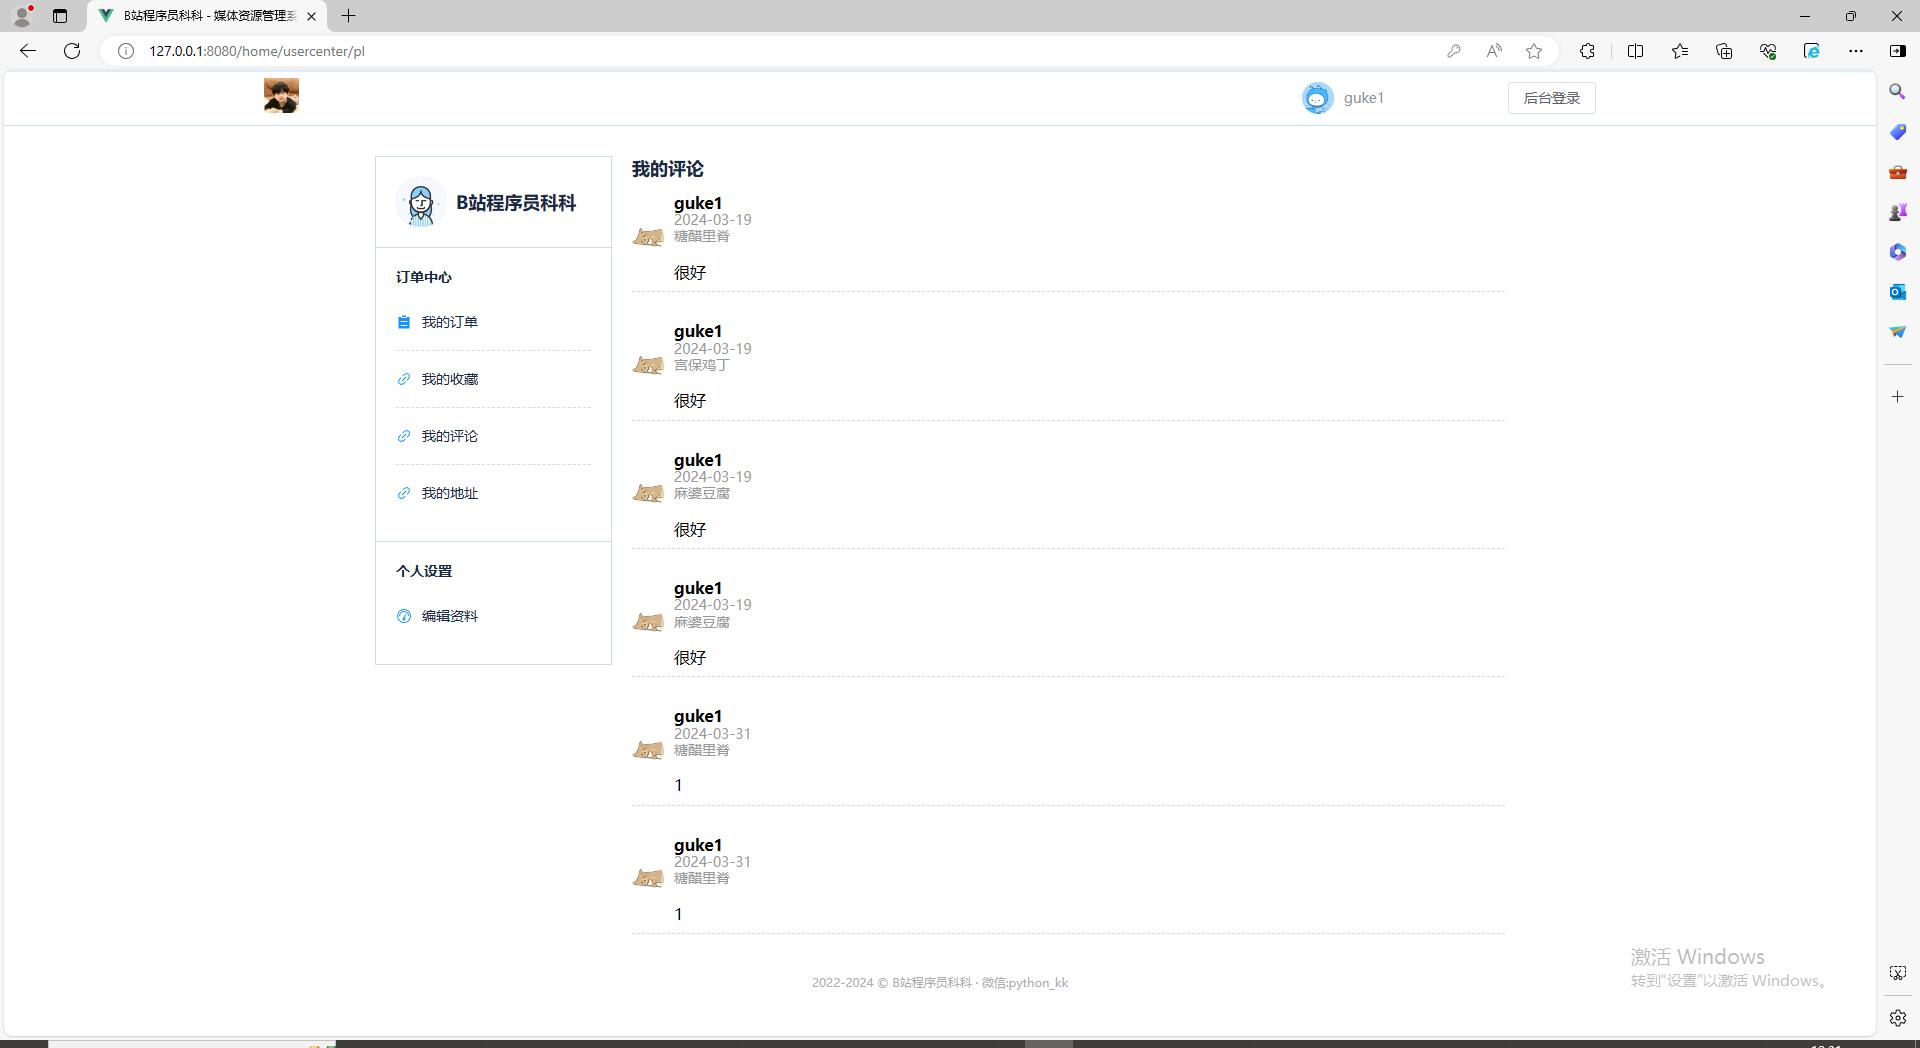 B站程序员科科 - 媒体资源管理系
127.0.0.1:8080/home/usercenter/pl
guke1
后台登录
B站程序员科科
订单中心
我的订单
我的收藏
我的评论
我的地址
个人设置
编辑资料
我的评论
guke1
2024-03-19
糖醋里脊
很好
guke1
2024-03-19
宫保鸡丁
很好
guke1
2024-03-19
麻婆豆腐
很好
guke1
2024-03-19
麻婆豆腐
很好
guke1
2024-03-31
糖醋里脊
1
guke1
2024-03-31
糖醋里脊
1
2022-2024 © B站程序员科科 · 微信:python_kk
激活 Windows
转到“设置”以激活 Windows。